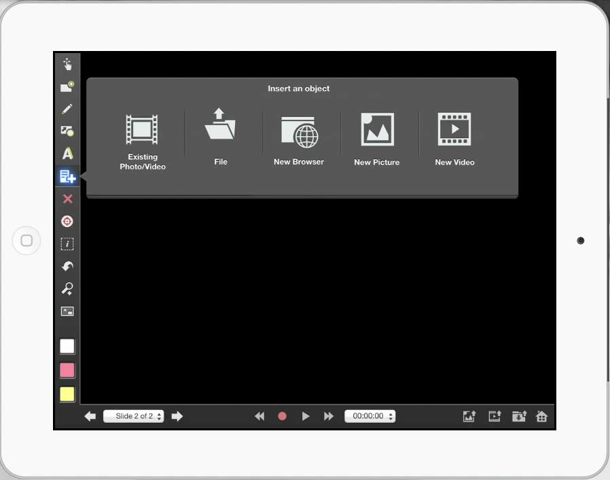 Insert an object
Existing
Photo/Video
File
New Browser
New Picture
New Video
A
i
Slide 2 of 2
00:00:00